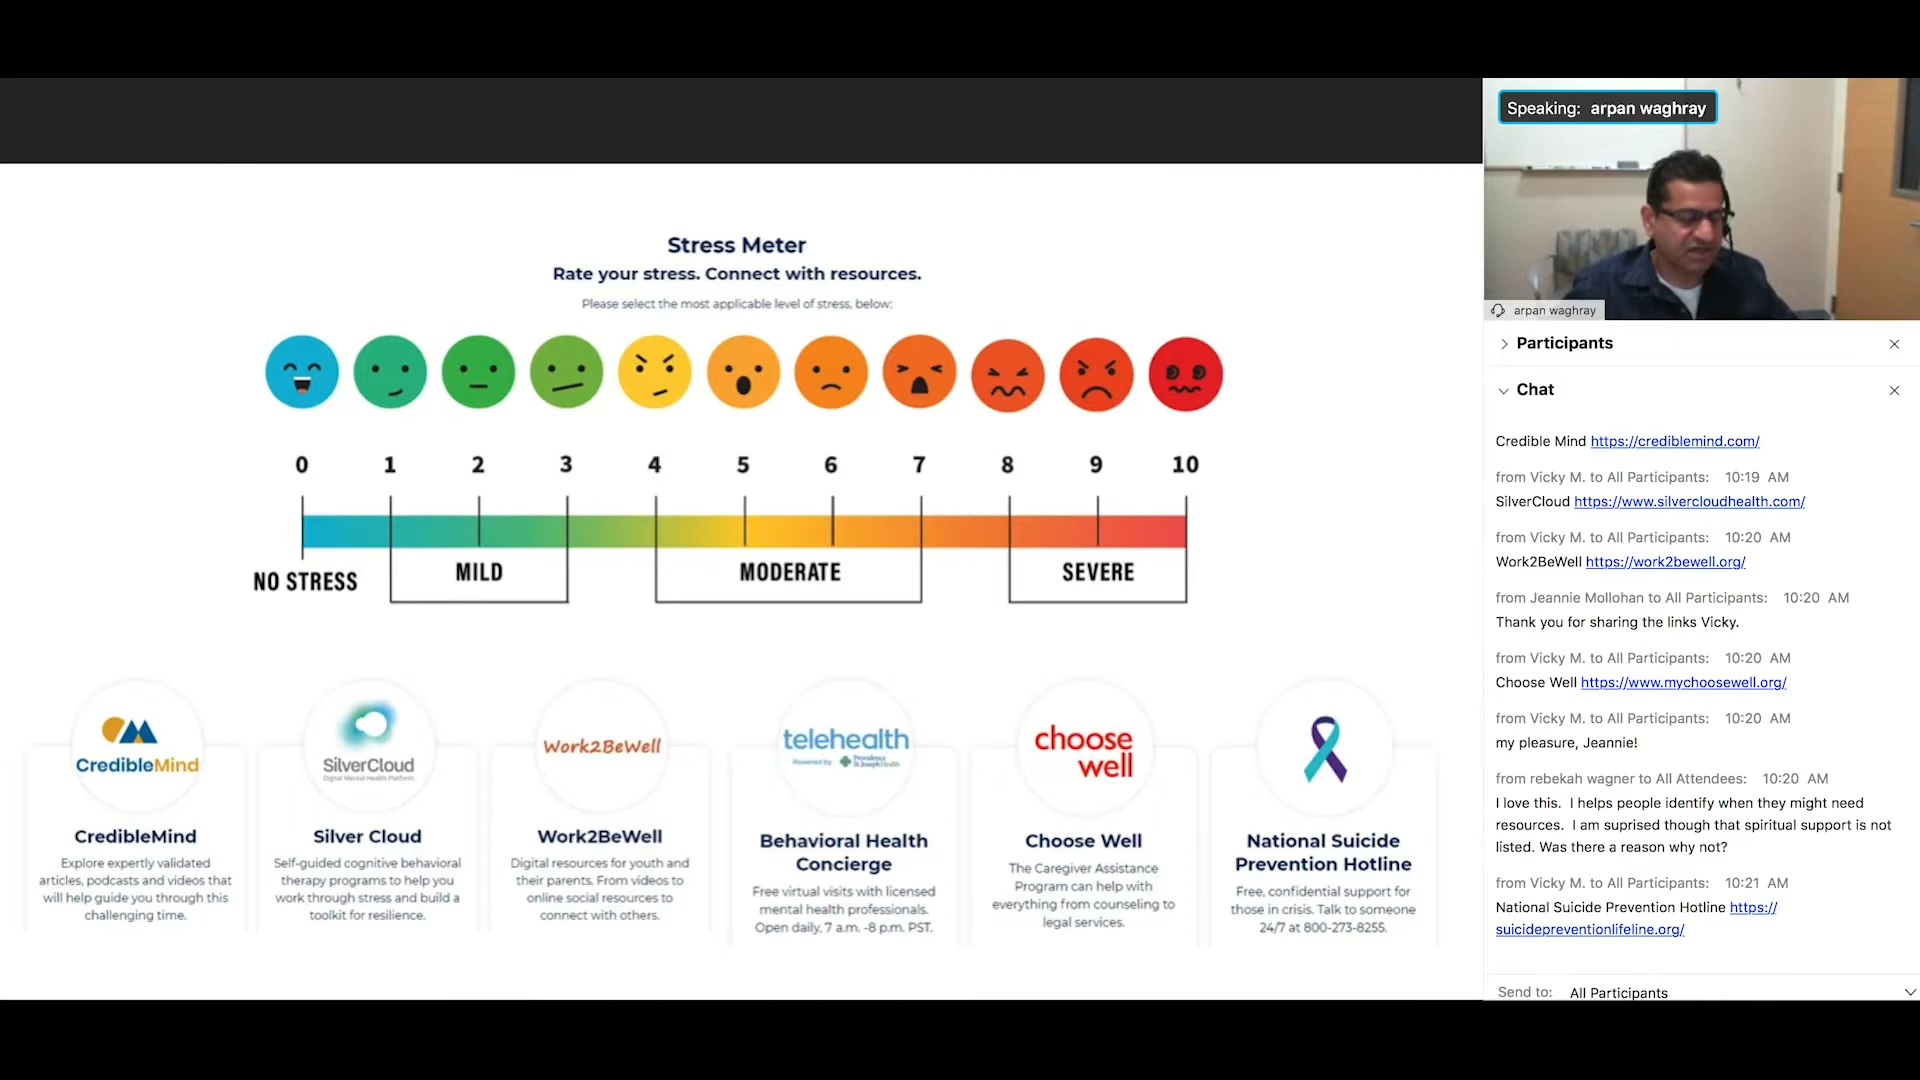 Stress Meter
Rate your stress. Connect with resources.
Please select the most applicable level of stress, below:
0 1 2 3 4 5 6 7 8 9 10
NO STRESS
MILD
MODERATE
SEVERE
CredibleMind
CredibleMind
Explore expertly validated
articles, podcasts and videos that
will help guide you through this
challenging time.
SilverCloud
Digital Mental Health Platform
Silver Cloud
Self-guided cognitive behavioral
therapy programs to help you
work through stress and build a
toolkit for resilience.
Work2BeWell
Work2BeWell
Digital resources for youth and
their parents. From videos to
online social resources to
connect with others.
telehealth
Powered by Providence
St.JosephHealth
Behavioral Health
Concierge
Free virtual visits with licensed
mental health professionals.
Open daily, 7 a.m. -8 p.m. PST.
choose
well
Choose Well
The Caregiver Assistance
Program can help with
everything from counseling to
legal services.
National Suicide
Prevention Hotline
Free, confidential support for
those in crisis. Talk to someone
24/7 at 800-273-8255.
Speaking: arpan waghray
arpan waghray
Participants
Chat
Credible Mind https://crediblemind.com/
from Vicky M. to All Participants: 10:19 AM
SilverCloud https://www.silvercloudhealth.com/
from Vicky M. to All Participants: 10:20 AM
Work2BeWell https://work2bewell.org/
from Jeannie Mollohan to All Participants: 10:20 AM
Thank you for sharing the links Vicky.
from Vicky M. to All Participants: 10:20 AM
Choose Well https://www.mychoosewell.org/
from Vicky M. to All Participants: 10:20 AM
my pleasure, Jeannie!
from rebekah wagner to All Attendees: 10:20 AM
I love this. I helps people identify when they might need
resources. I am suprised though that spiritual support is not
listed. Was there a reason why not?
from Vicky M. to All Participants: 10:21 AM
National Suicide Prevention Hotline https://
suicidepreventionlifeline.org/
Send to: All Participants